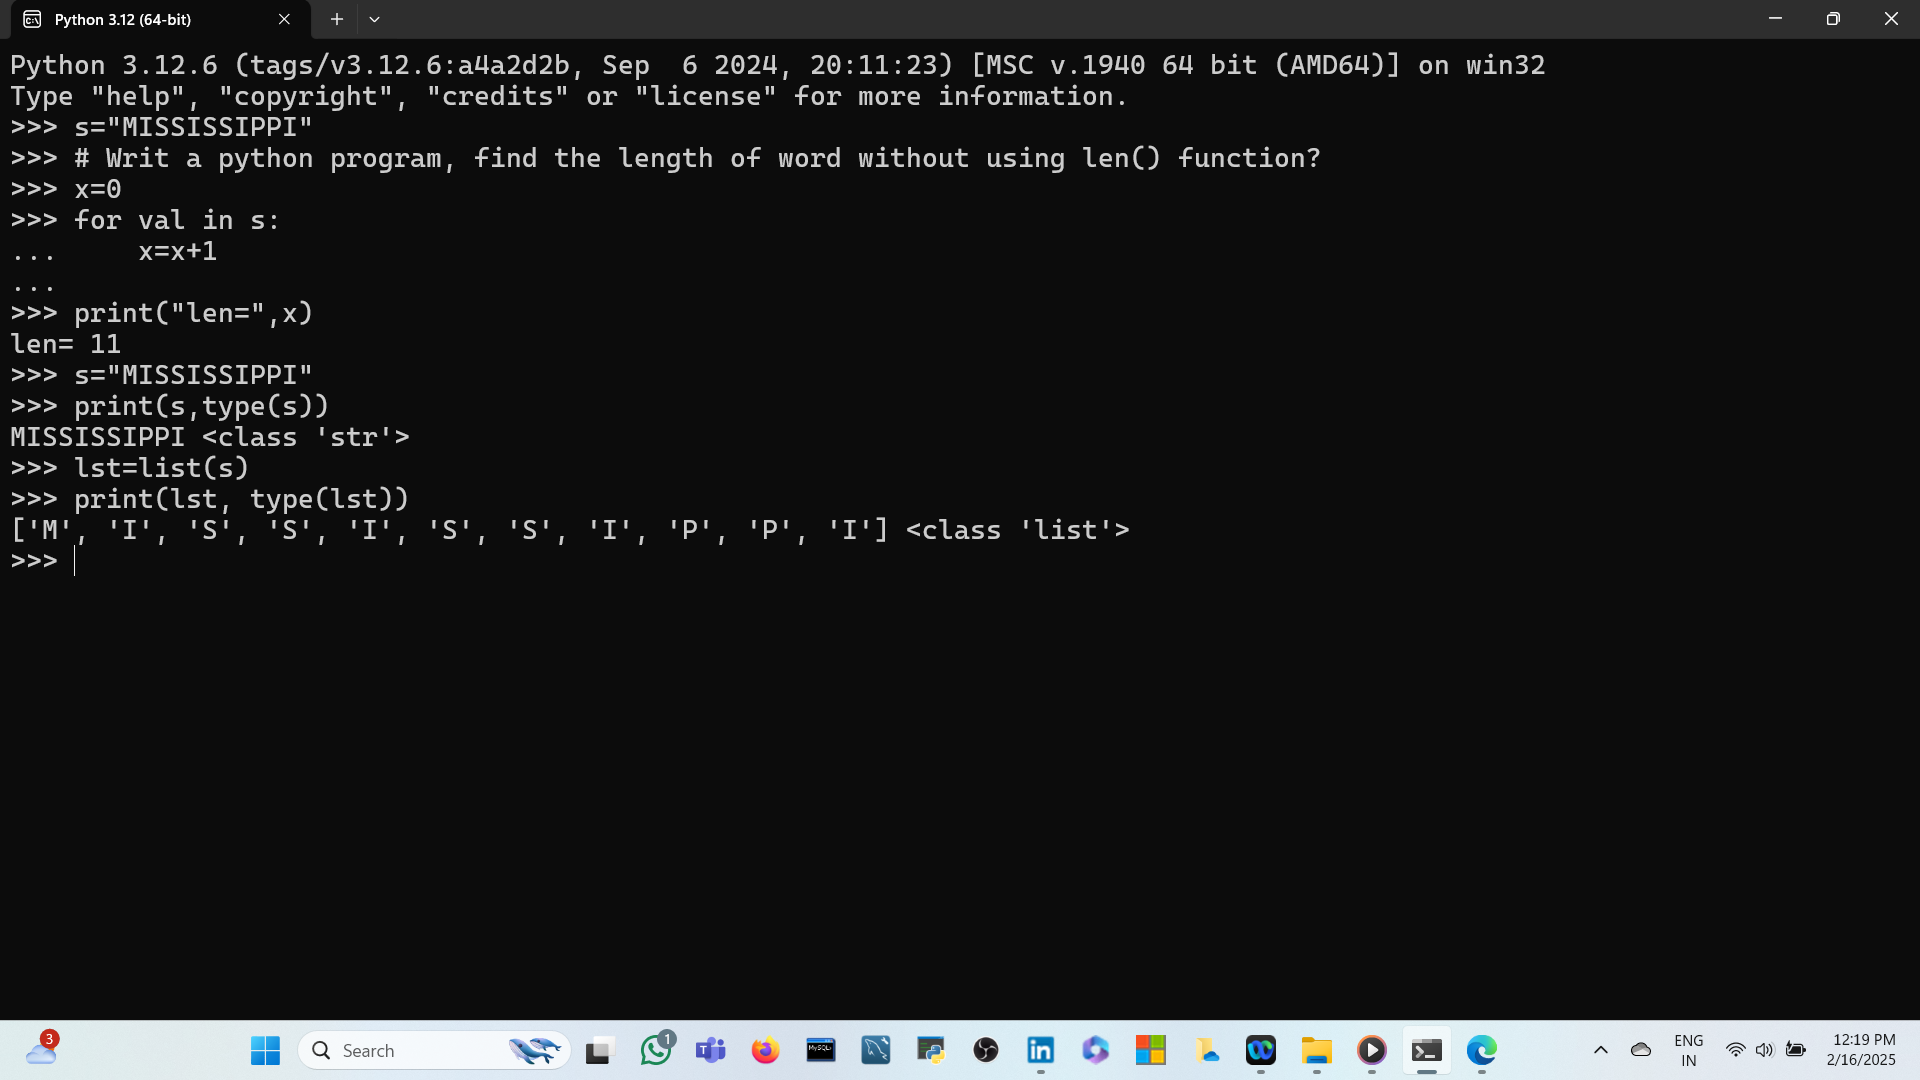 Python 3.12 (64-bit)
Python 3.12.6 (tags/v3.12.6:a4a2d2b, Sep  6 2024, 20:11:23) [MSC v.1940 64 bit (AMD64)] on win32
Type "help", "copyright", "credits" or "license" for more information.
>>> s="MISSISSIPPI"
>>> # Writ a python program, find the length of word without using len() function?
>>> x=0
>>> for val in s:
...     x=x+1
...
>>> print("len=",x)
len= 11
>>> s="MISSISSIPPI"
>>> print(s,type(s))
MISSISSIPPI <class 'str'>
>>> lst=list(s)
>>> print(lst, type(lst))
['M', 'I', 'S', 'S', 'I', 'S', 'S', 'I', 'P', 'P', 'I'] <class 'list'>
>>>
3
Search
1
MySQL
ENG
IN
12:19 PM
2/16/2025